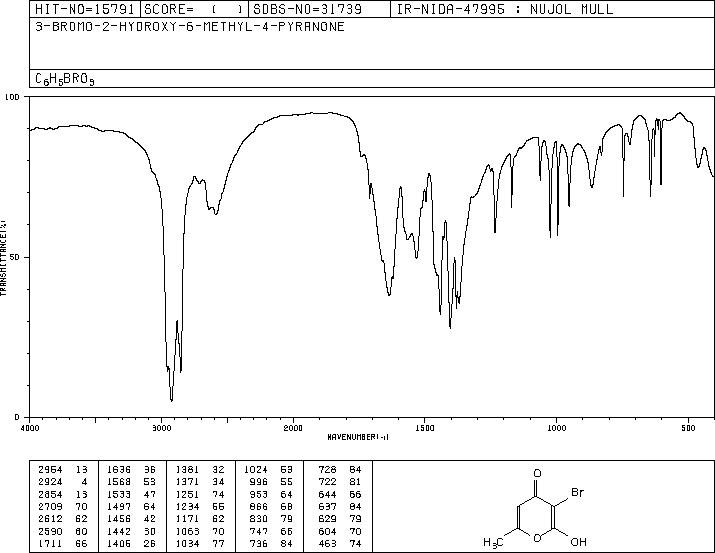 HIT-NO=15791 SCORE= ( ) SDBS-NO=31739 IR-NIDA-47995 : NUJOL MULL
3-BROMO-2-HYDROXY-6-METHYL-4-PYRANONE
C6H5BRO3
100
50
0
TRANSMITTANCE(%)
4000 3000 2000 1500 1000 500
WAVENUMBER(-1)
2954 13 1636 36 1381 32 1024 53 728 84
2924 4 1568 53 1371 34 996 55 722 81
2854 13 1533 47 1251 74 953 64 644 66
2709 70 1497 64 1234 55 866 68 637 84
2612 62 1456 42 1171 62 830 79 629 79
2590 60 1442 30 1063 70 747 66 604 70
1711 66 1406 26 1034 77 736 84 463 74
O
Br
H3C O OH